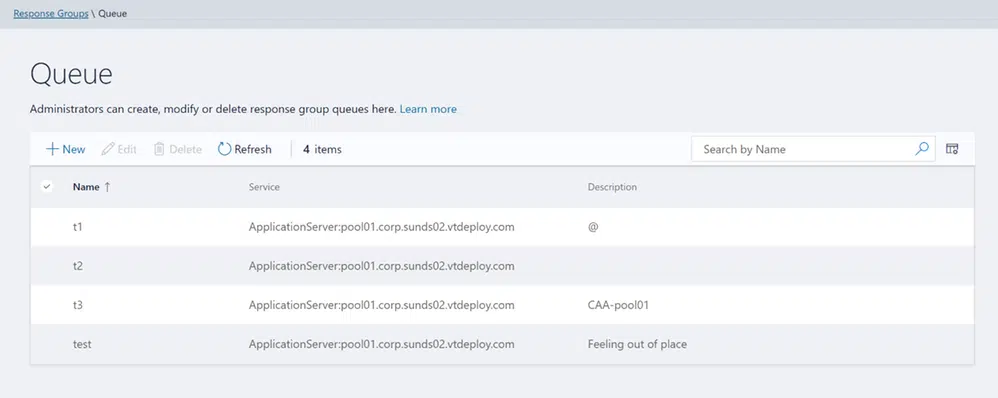 Response Groups \ Queue
Queue
Administrators can create, modify or delete response group queues here. Learn more
New Edit Delete Refresh 4 items Search by Name
Name ↑ Service Description
t1 ApplicationServer:pool01.corp.sunds02.vtdeploy.com @
t2 ApplicationServer:pool01.corp.sunds02.vtdeploy.com
t3 ApplicationServer:pool01.corp.sunds02.vtdeploy.com CAA-pool01
test ApplicationServer:pool01.corp.sunds02.vtdeploy.com Feeling out of place